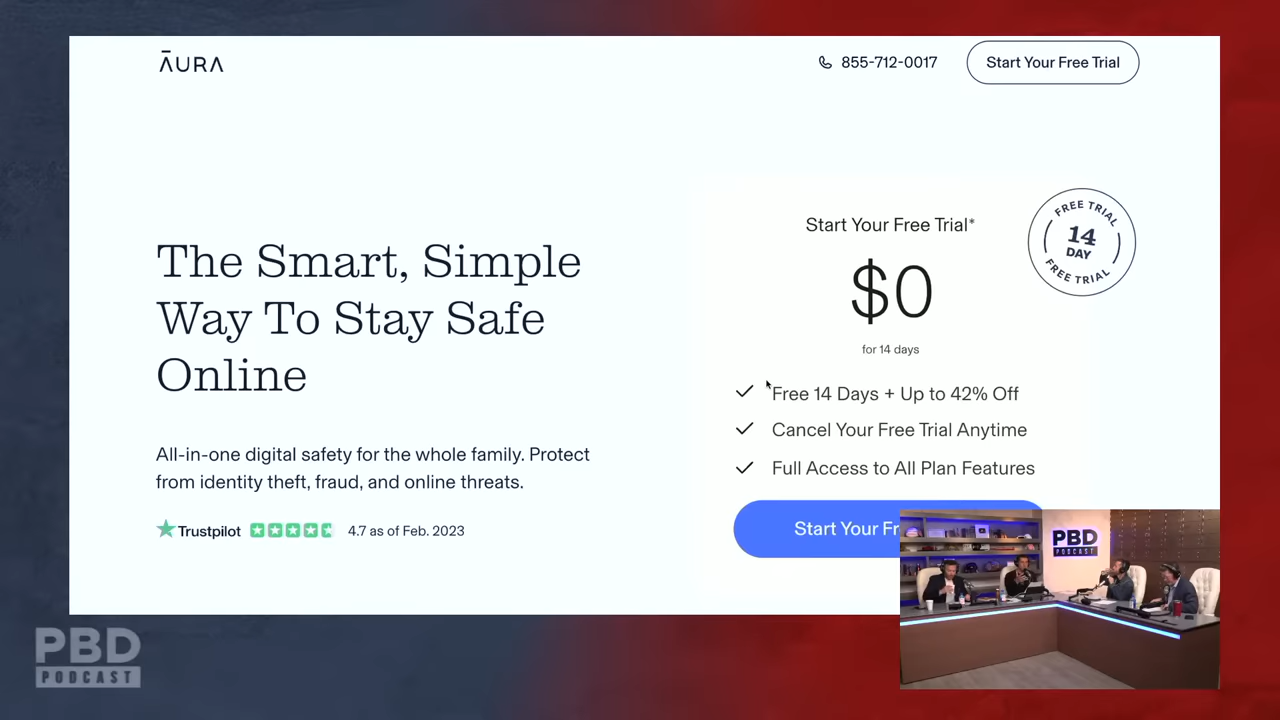 ĀURA
855-712-0017
Start Your Free Trial
The Smart, Simple
Way To Stay Safe
Online
All-in-one digital safety for the whole family. Protect
from identity theft, fraud, and online threats.
Trustpilot
4.7 as of Feb. 2023
Start Your Free Trial*
$0
for 14 days
FREE TRIAL
14
DAY
FREE TRIAL
Free 14 Days + Up to 42% Off
Cancel Your Free Trial Anytime
Full Access to All Plan Features
Start Your Fr
PBD
PODCAST
PBD
PODCAST